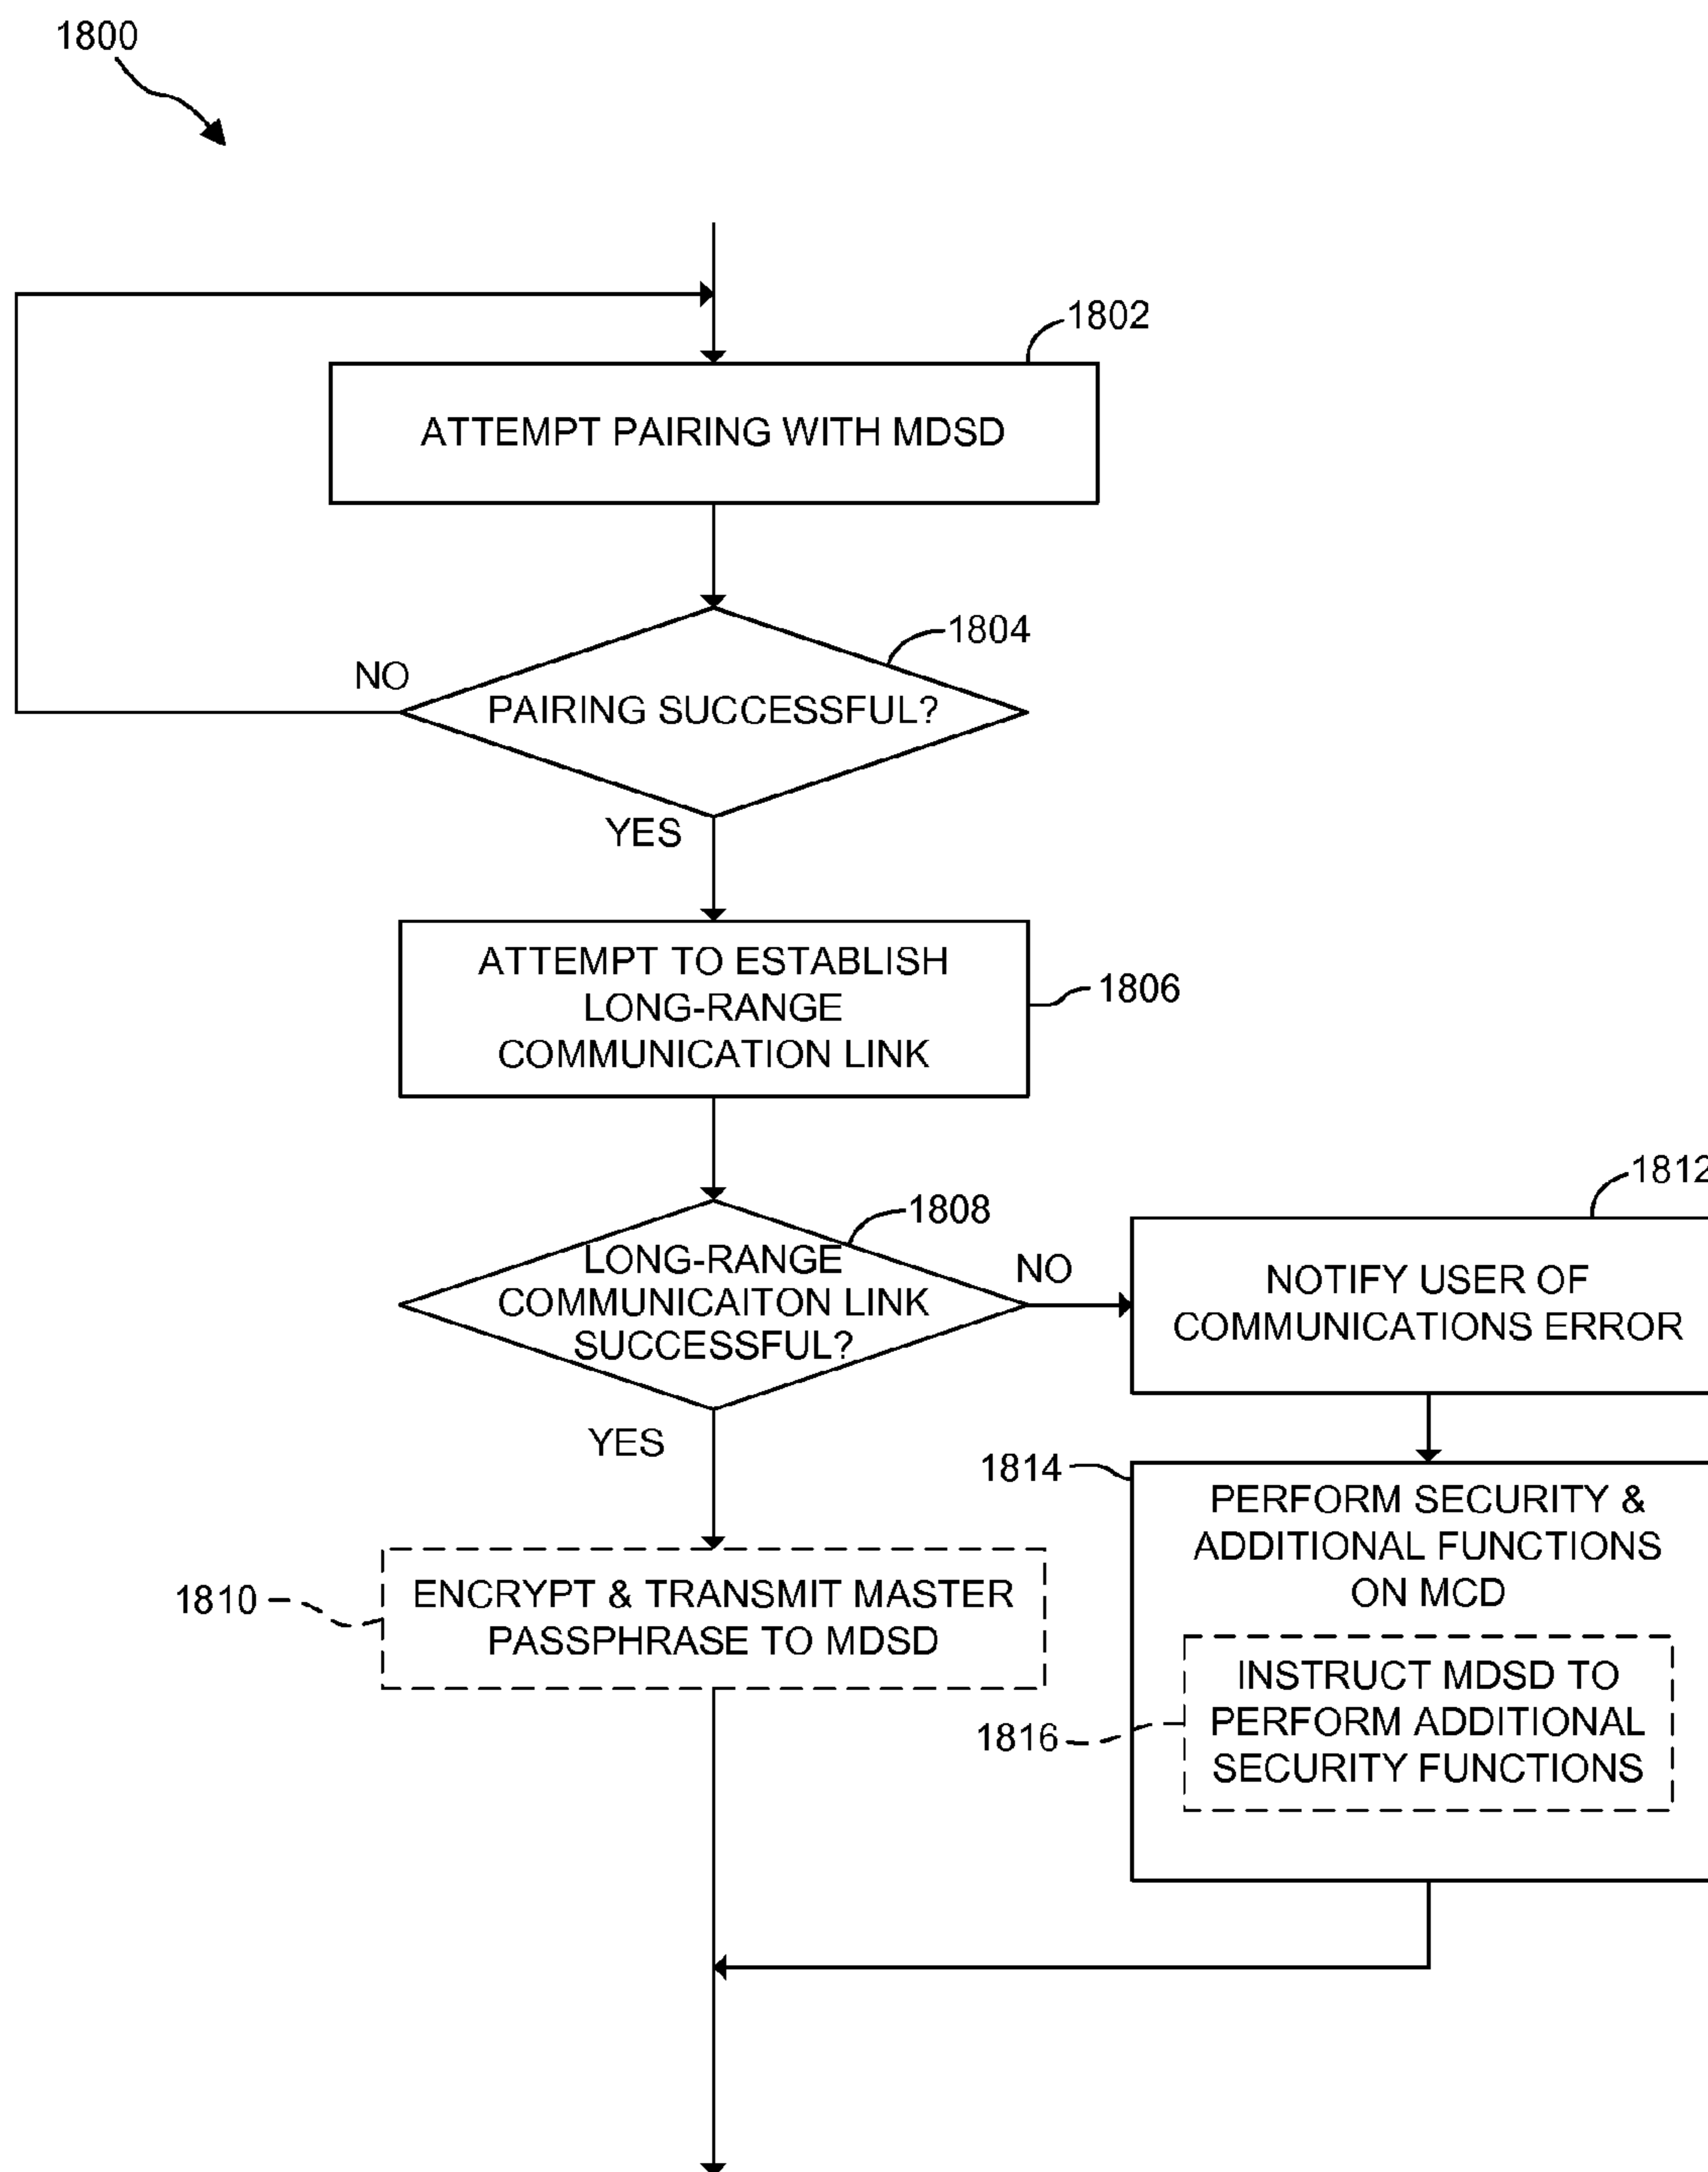 1800
1802
ATTEMPT PAIRING WITH MDSD
1804
NO
PAIRING SUCCESSFUL?
YES
ATTEMPT TO ESTABLISH
LONG-RANGE
COMMUNICATION LINK
1806
1808
LONG-RANGE
COMMUNICAITON LINK
SUCCESSFUL?
NO
1812
NOTIFY USER OF
COMMUNICATIONS ERROR
YES
1810
ENCRYPT & TRANSMIT MASTER
PASSPHRASE TO MDSD
1814
PERFORM SECURITY &
ADDITIONAL FUNCTIONS
ON MCD
1816
INSTRUCT MDSD TO
PERFORM ADDITIONAL
SECURITY FUNCTIONS